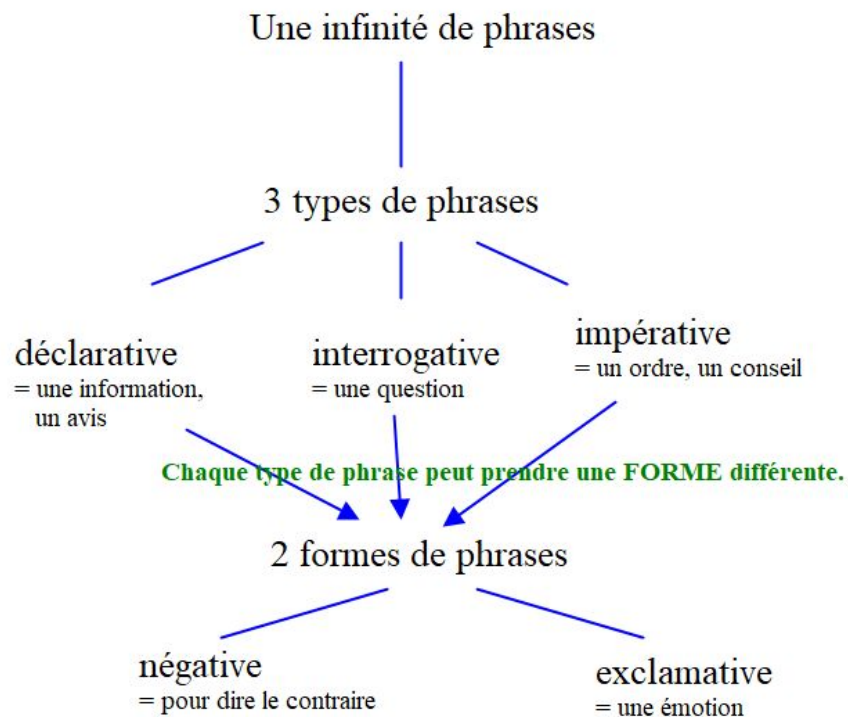 Une infinité de phrases
3 types de phrases
déclarative
= une information,
un avis
interrogative
= une question
impérative
= un ordre, un conseil
Chaque type de phrase peut prendre une FORME différente.
2 formes de phrases
négative
= pour dire le contraire
exclamative
= une émotion